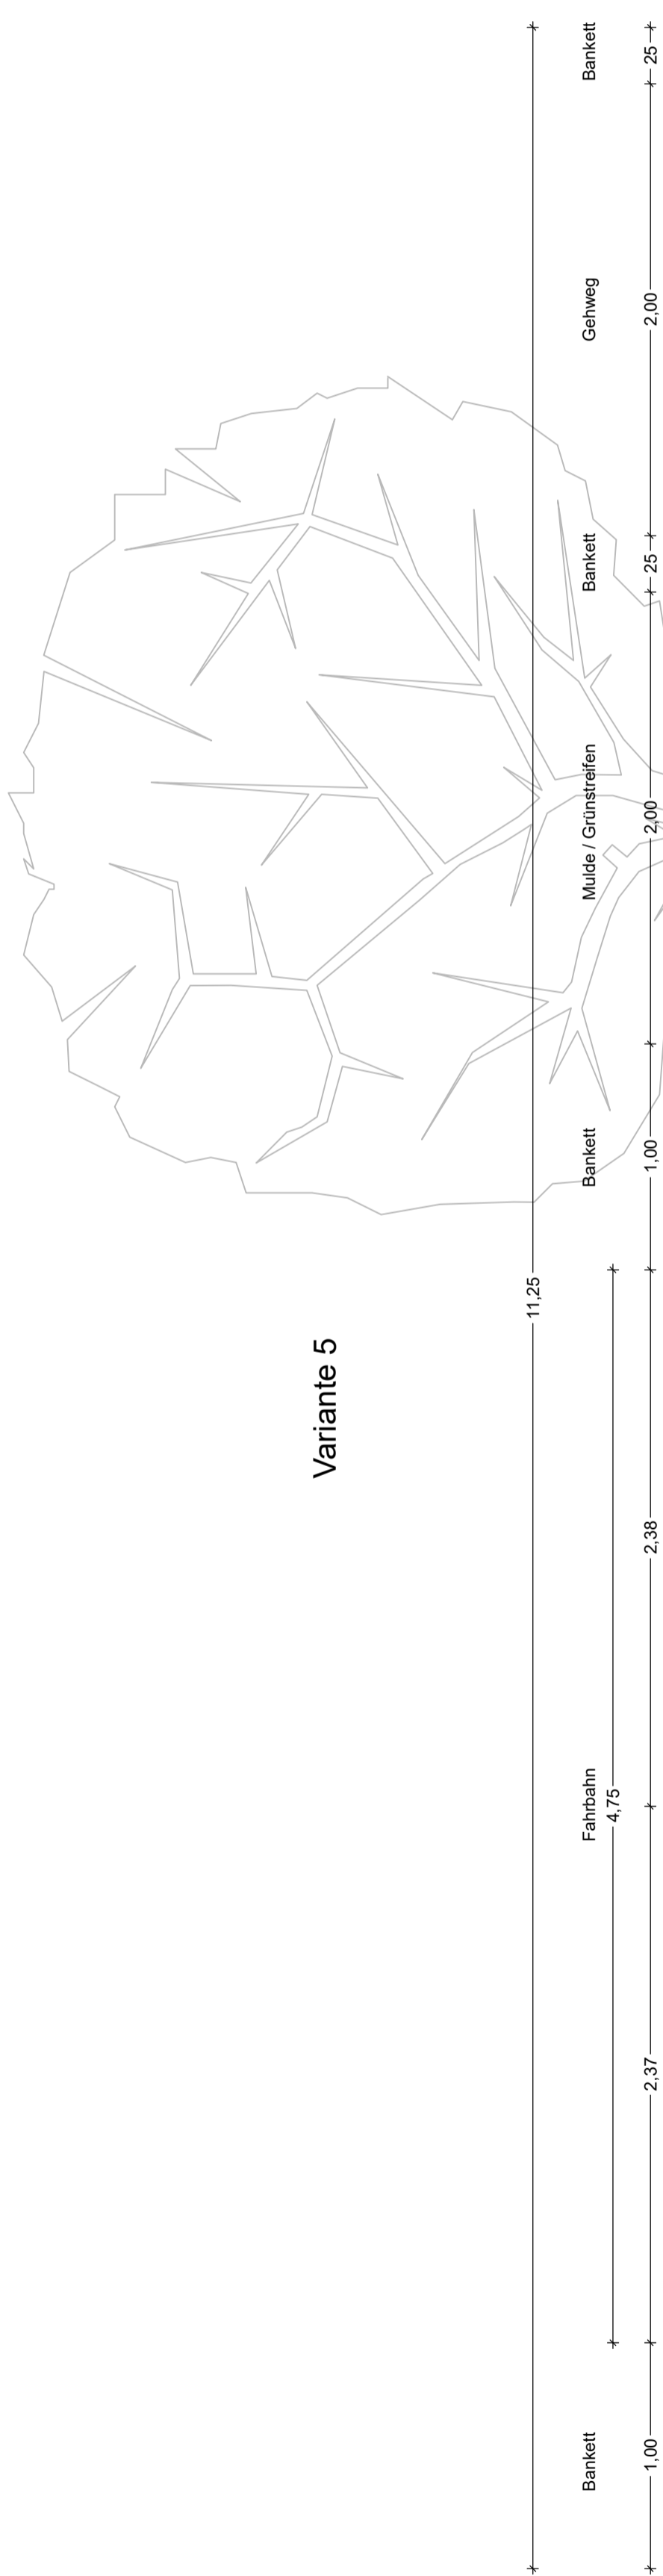 Variante 5
11,25
Bankett
Fahrbahn
Bankett
Mulde / Grünstreifen
Bankett
Gehweg
Bankett
4,75
1,00
2,37
2,38
1,00
2,00
25
2,00
25